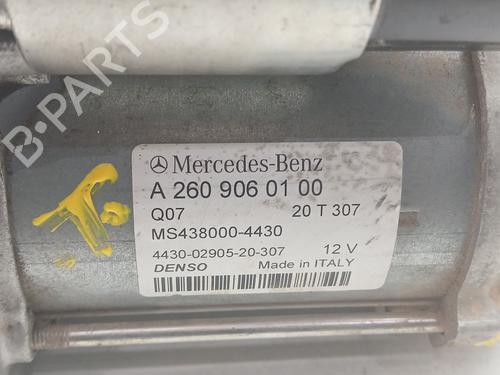 B-PARTS
Mercedes-Benz
A 260 906 01 00
Q07 20 T 307
MS438000-4430
4430-02905-20-307 12 V
DENSO Made in ITALY